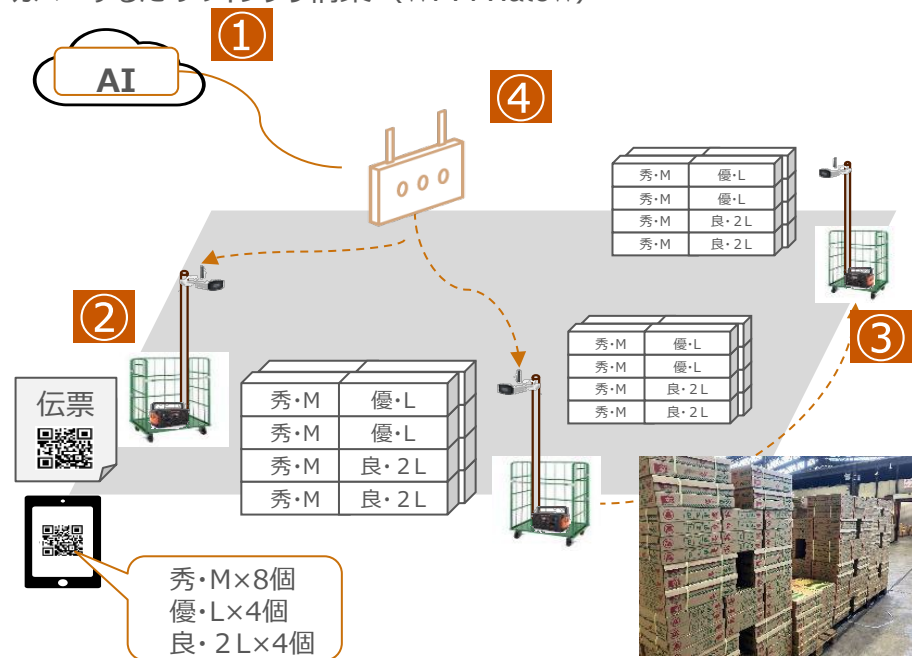 ①
AI
④
秀・M 優・L
秀・M 優・L
秀・M 良・2L
秀・M 良・2L
②
③
秀・M 優・L
秀・M 優・L
秀・M 良・2L
秀・M 良・2L
伝票
秀・M 優・L
秀・M 優・L
秀・M 良・2L
秀・M 良・2L
秀・M×8個
優・L×4個
良・2L×4個